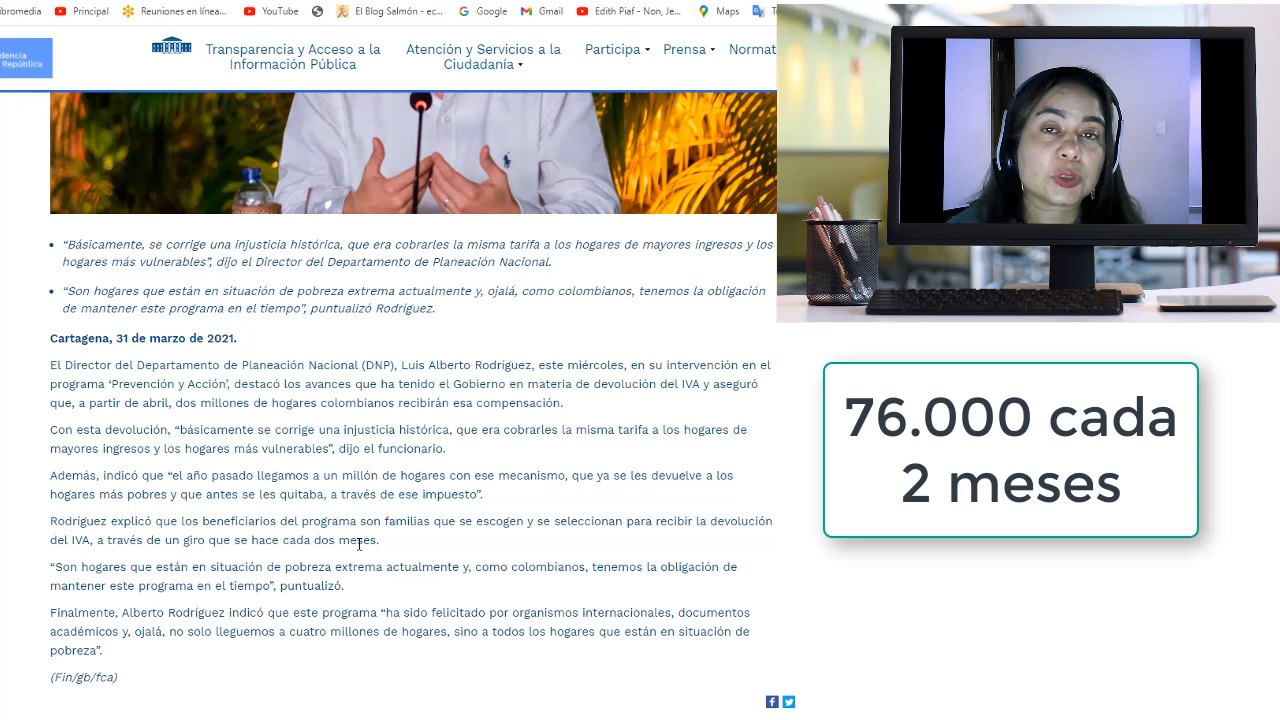 ibromedia
Principal
Reuniones en línea...
YouTube
El Blog Salmón - ec...
Google
Gmail
Edith Piaf - Non, Je...
Maps
dencia
República
Transparencia y Acceso a la
Información Pública
Atención y Servicios a la
Ciudadanía
Participa
Prensa
Normat
• “Básicamente, se corrige una injusticia histórica, que era cobrarles la misma tarifa a los hogares de mayores ingresos y los
hogares más vulnerables”, dijo el Director del Departamento de Planeación Nacional.
• “Son hogares que están en situación de pobreza extrema actualmente y, ojalá, como colombianos, tenemos la obligación
de mantener este programa en el tiempo”, puntualizó Rodríguez.
Cartagena, 31 de marzo de 2021.
El Director del Departamento de Planeación Nacional (DNP), Luis Alberto Rodríguez, este miércoles, en su intervención en el
programa ‘Prevención y Acción’, destacó los avances que ha tenido el Gobierno en materia de devolución del IVA y aseguró
que, a partir de abril, dos millones de hogares colombianos recibirán esa compensación.
Con esta devolución, “básicamente se corrige una injusticia histórica, que era cobrarles la misma tarifa a los hogares de
mayores ingresos y los hogares más vulnerables”, dijo el funcionario.
Además, indicó que “el año pasado llegamos a un millón de hogares con ese mecanismo, que ya se les devuelve a los
hogares más pobres y que antes se les quitaba, a través de ese impuesto”.
Rodríguez explicó que los beneficiarios del programa son familias que se escogen y se seleccionan para recibir la devolución
del IVA, a través de un giro que se hace cada dos meses.
“Son hogares que están en situación de pobreza extrema actualmente y, como colombianos, tenemos la obligación de
mantener este programa en el tiempo”, puntualizó.
Finalmente, Alberto Rodríguez indicó que este programa “ha sido felicitado por organismos internacionales, documentos
académicos y, ojalá, no solo lleguemos a cuatro millones de hogares, sino a todos los hogares que están en situación de
pobreza”.
(Fin/gb/fca)
76.000 cada
2 meses